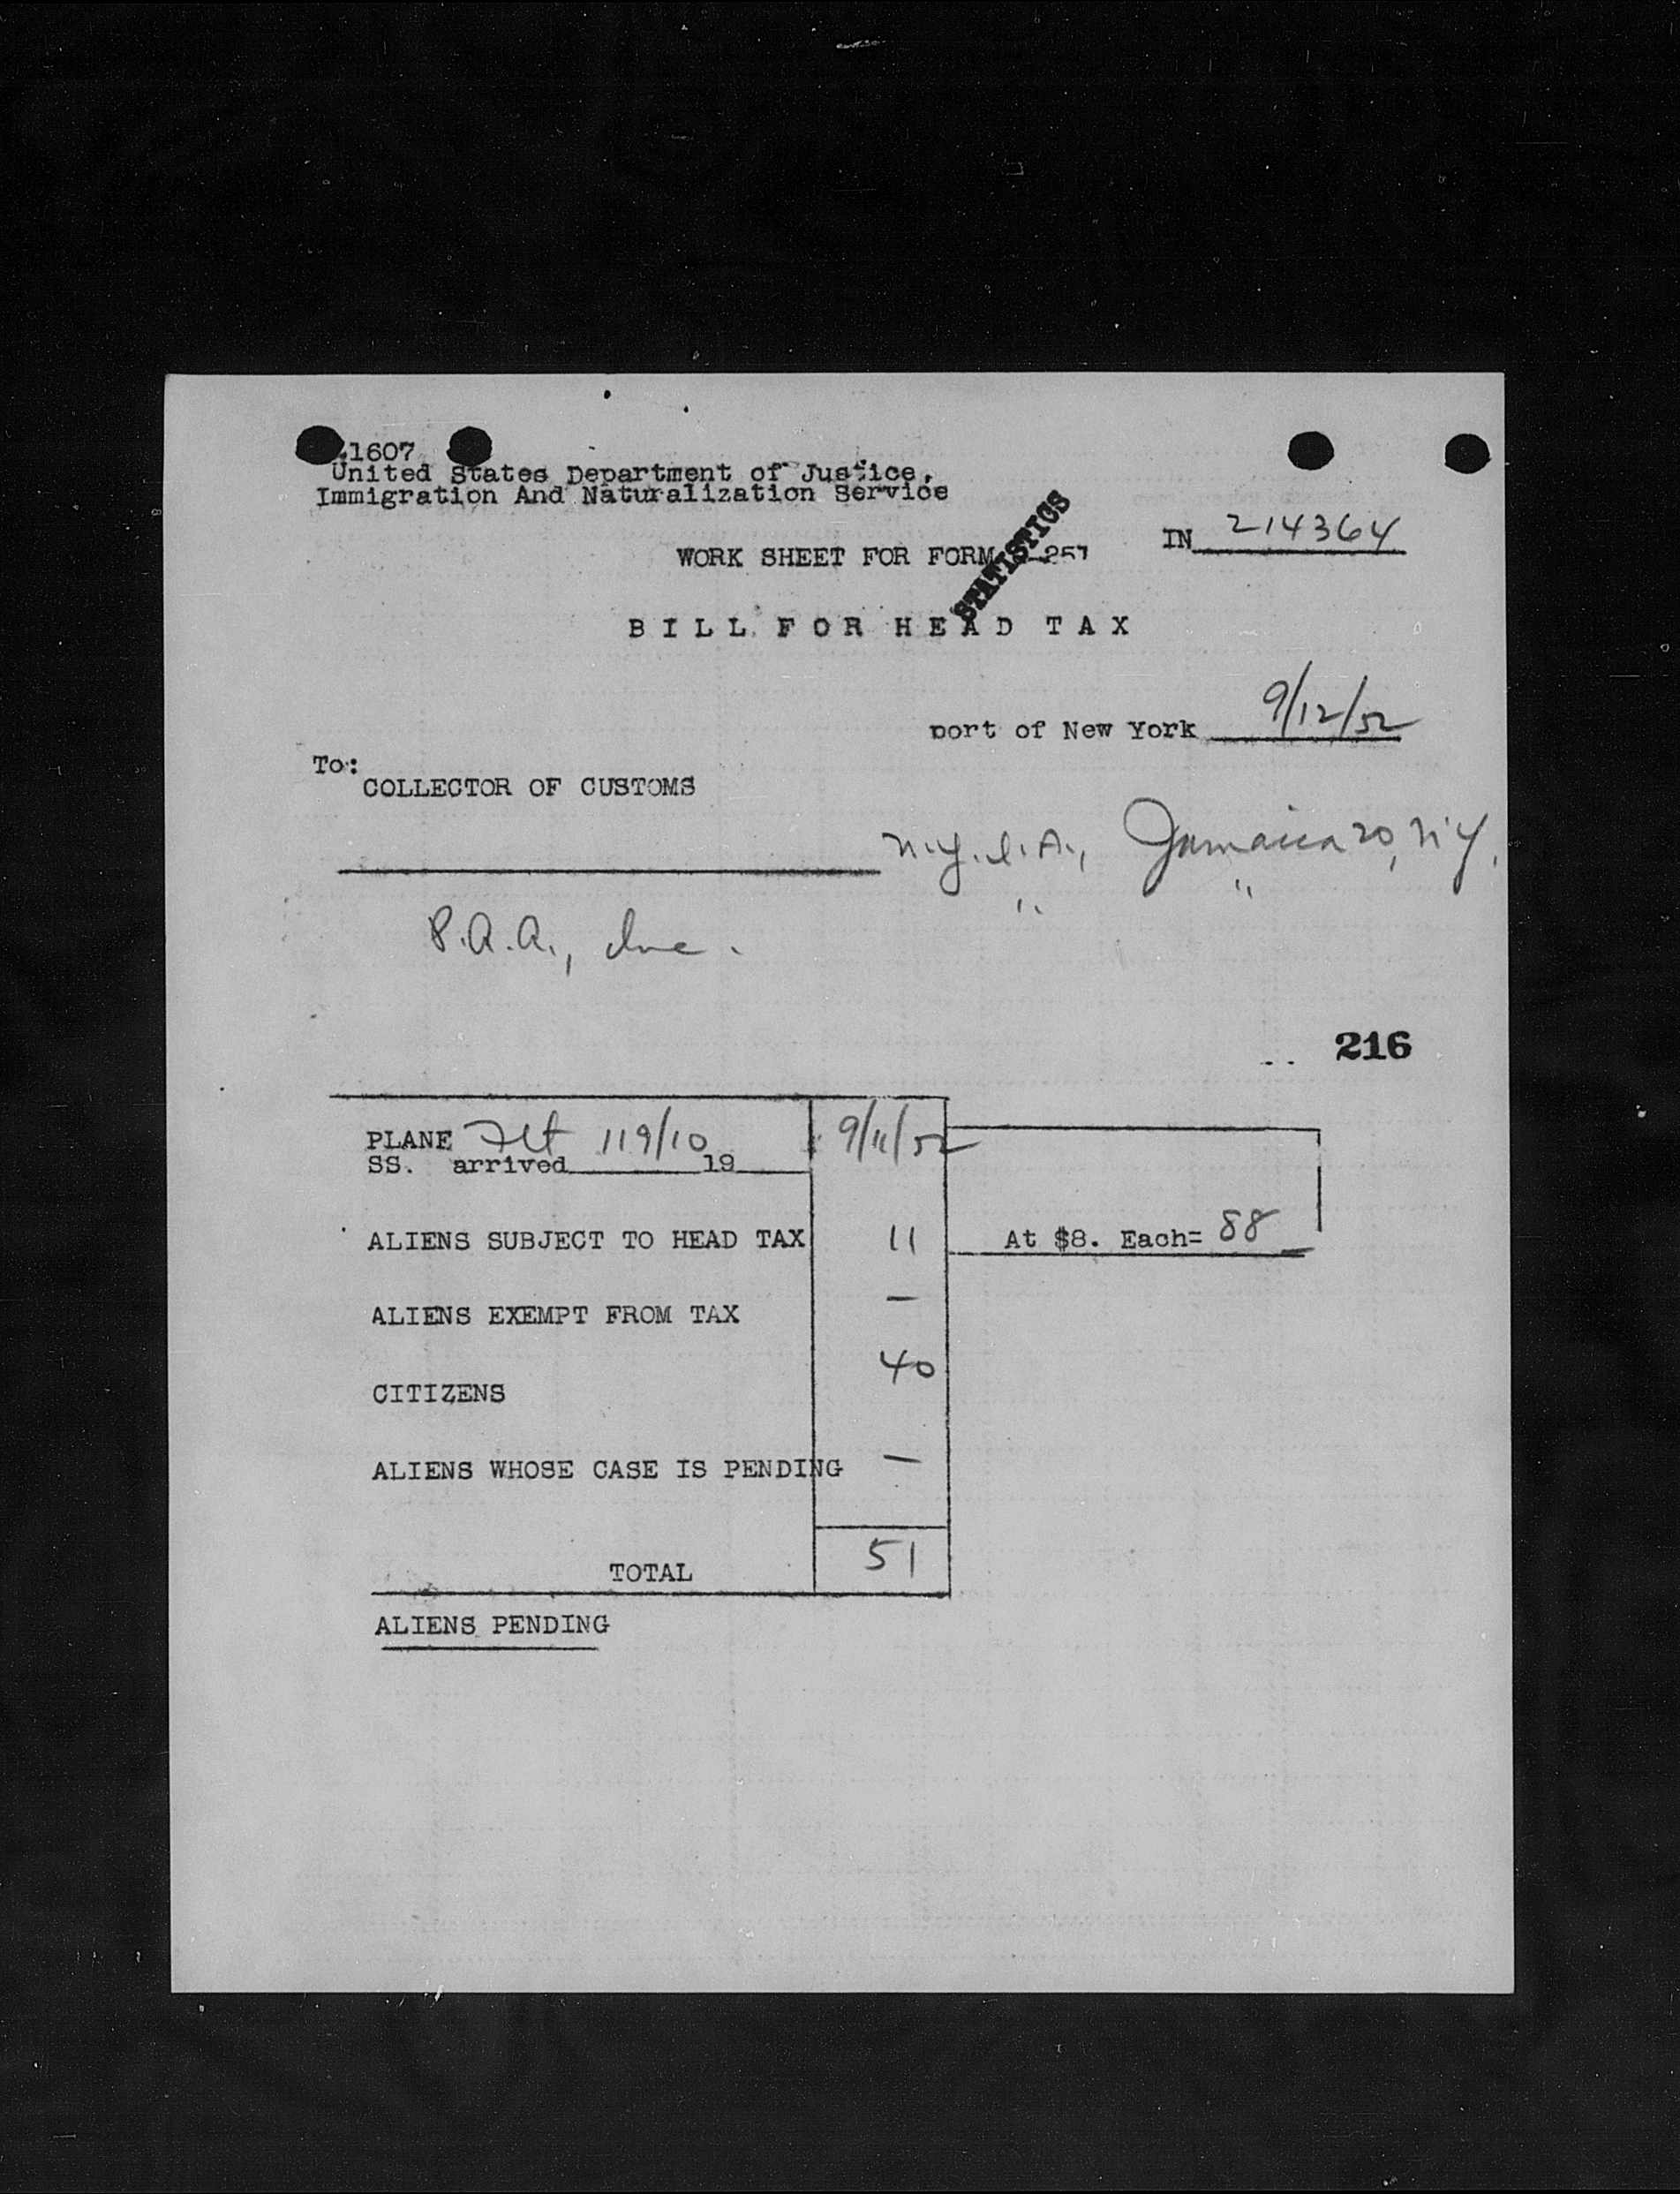 .1607
United States Department of Justice,
Immigration And Naturalization Service
STATISTICS
IN 214364
WORK SHEET FOR FORM -257
BILL FOR HEAD TAX
port of New York 9/12/52
To:
COLLECTOR OF CUSTOMS
N.Y.I.A., Jamaica 20, N.Y.
" "
P.A.A., Inc.
216
PLANE Flt 119/10 9/11/52
SS. arrived 19
ALIENS SUBJECT TO HEAD TAX 11 At $8. Each= 88
ALIENS EXEMPT FROM TAX —
CITIZENS 40
ALIENS WHOSE CASE IS PENDING —
TOTAL 51
ALIENS PENDING